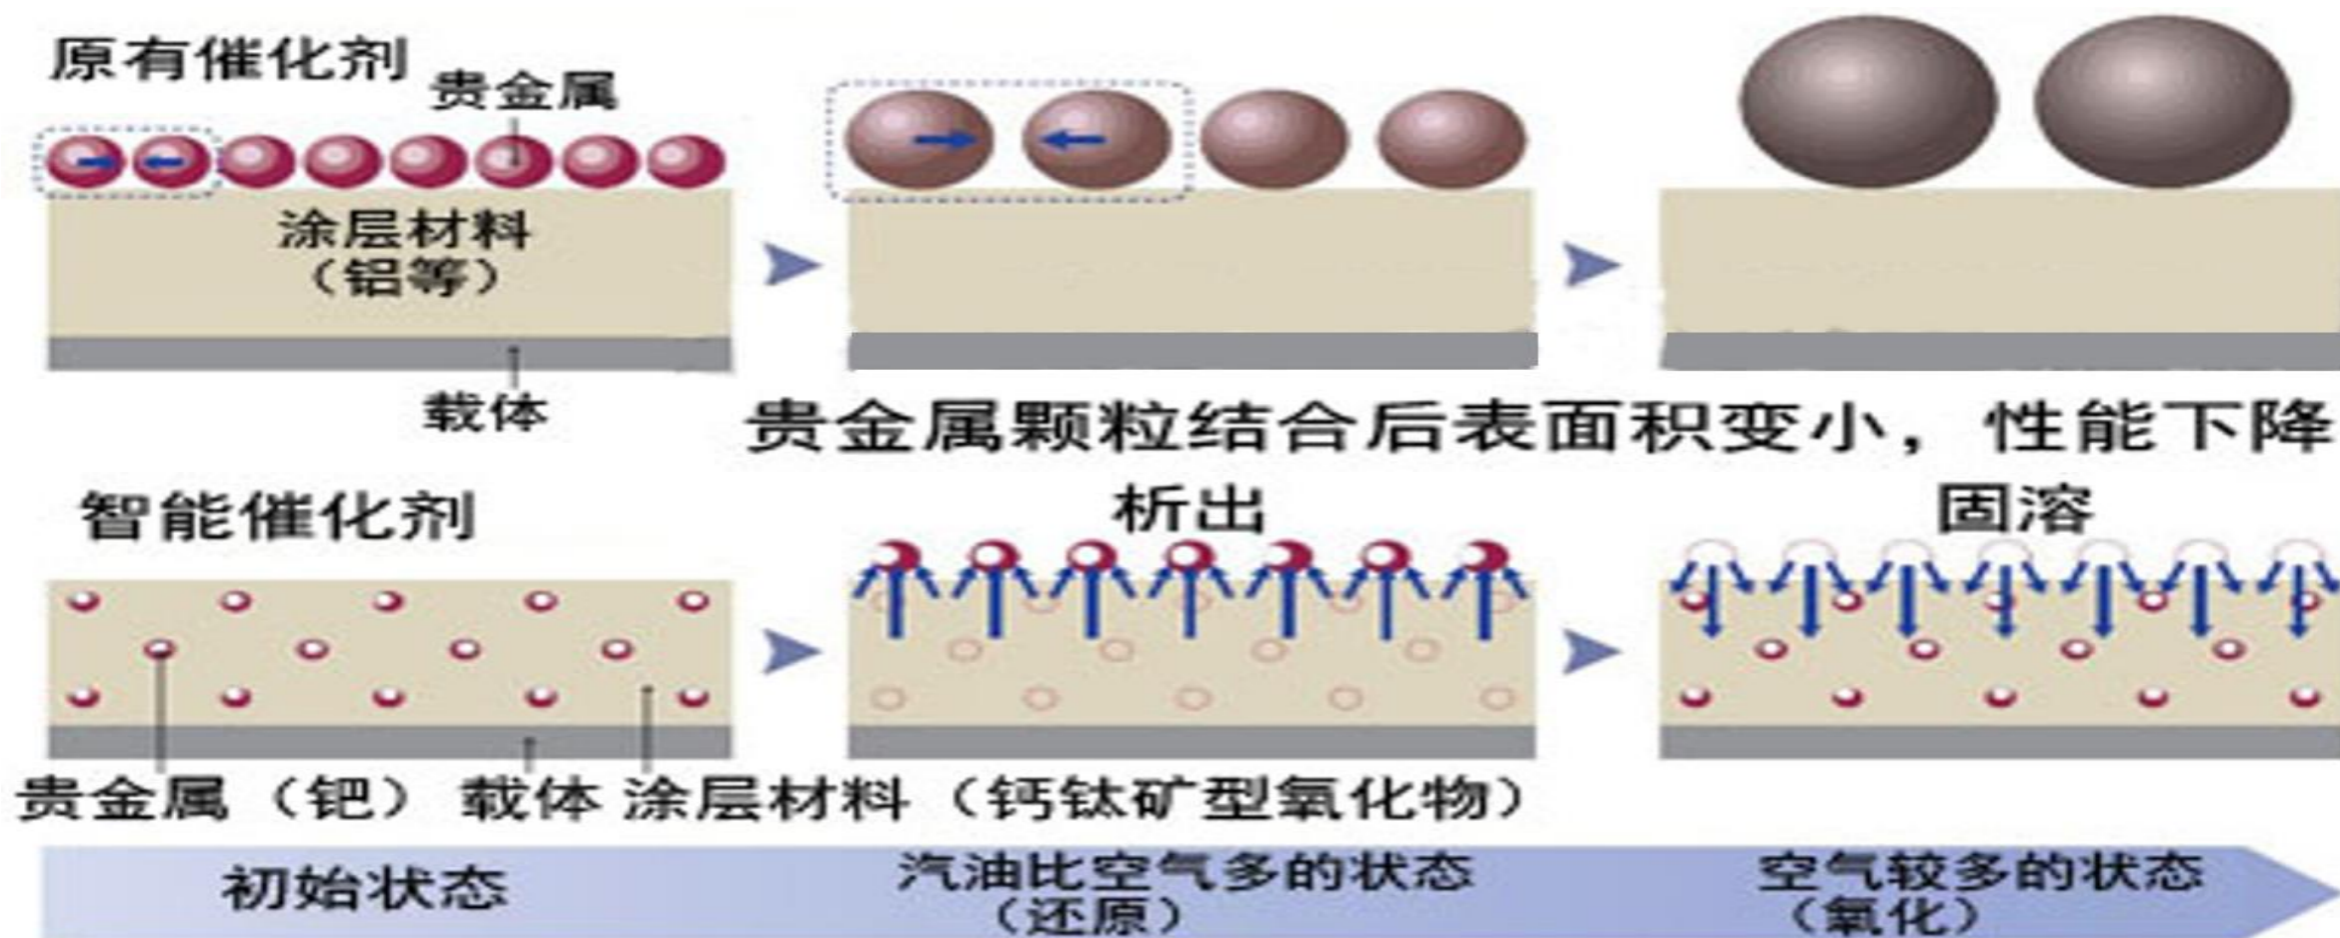 原有催化剂
贵金属
涂层材料
（铝等）
载体
贵金属颗粒结合后表面积变小，性能下降
智能催化剂
析出
固溶
贵金属（钯） 载体 涂层材料（钙钛矿型氧化物）
初始状态
汽油比空气多的状态
（还原）
空气较多的状态
（氧化）